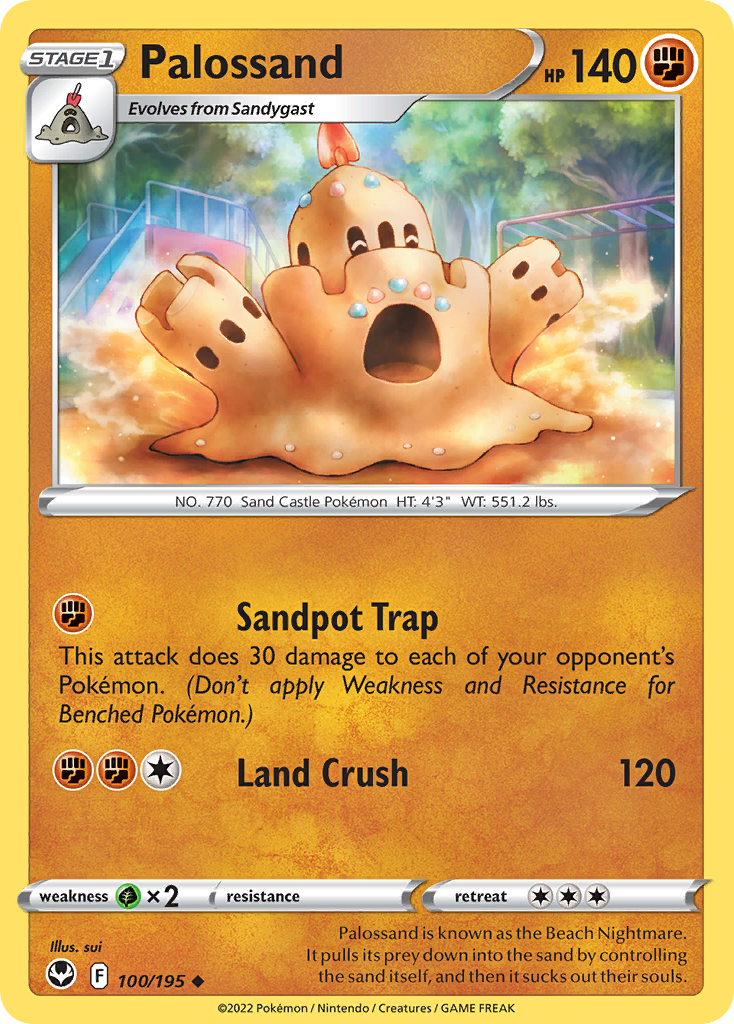 STAGE1
Palossand
HP 140
Evolves from Sandygast
NO. 770 Sand Castle Pokémon HT: 4'3" WT: 551.2 lbs.
Sandpot Trap
This attack does 30 damage to each of your opponent's
Pokémon. (Don't apply Weakness and Resistance for
Benched Pokémon.)
Land Crush 120
weakness ×2 resistance retreat
Illus. sui
Palossand is known as the Beach Nightmare.
It pulls its prey down into the sand by controlling
the sand itself, and then it sucks out their souls.
F 100/195
©2022 Pokémon / Nintendo / Creatures / GAME FREAK